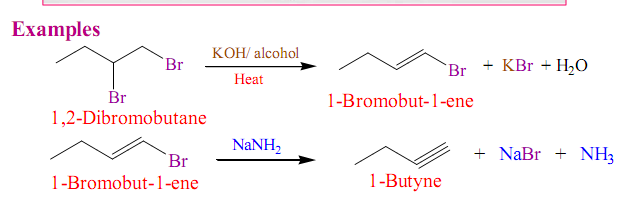 Examples
Br KOH/ alcohol Br + KBr + H₂O
Heat
Br
1,2-Dibromobutane 1-Bromobut-1-ene
Br NaNH₂ + NaBr + NH₃
1-Bromobut-1-ene 1-Butyne